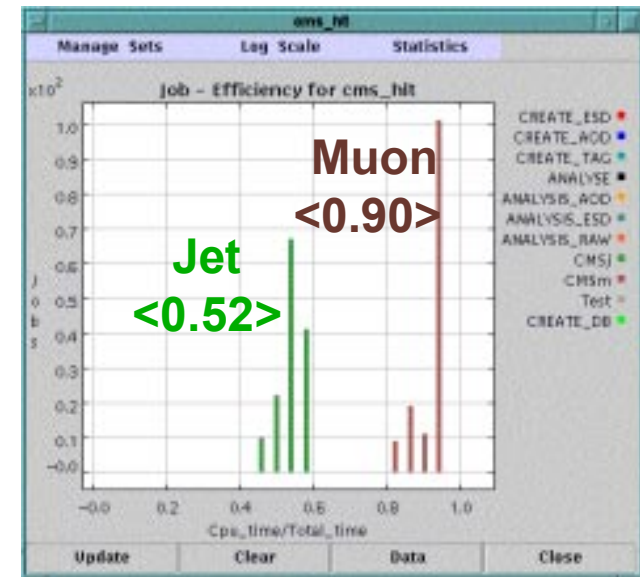 cms_hlt
Manage Sets Log Scale Statistics
x10²
Job - Efficiency for cms_hlt
1.0
0.9
0.8
0.7
0.6
0.5
0.4
0.3
0.2
0.1
-0.0
Jobs
Muon
<0.90>
Jet
<0.52>
CREATE_ESD
CREATE_AOD
CREATE_TAG
ANALYSE
ANALYSIS_AOD
ANALYSIS_ESD
ANALYSIS_RAW
CMSj
CMSm
Test
CREATE_DB
-0.0 0.2 0.4 0.6 0.8 1.0
Cpu_time/Total_time
Update Clear Data Close